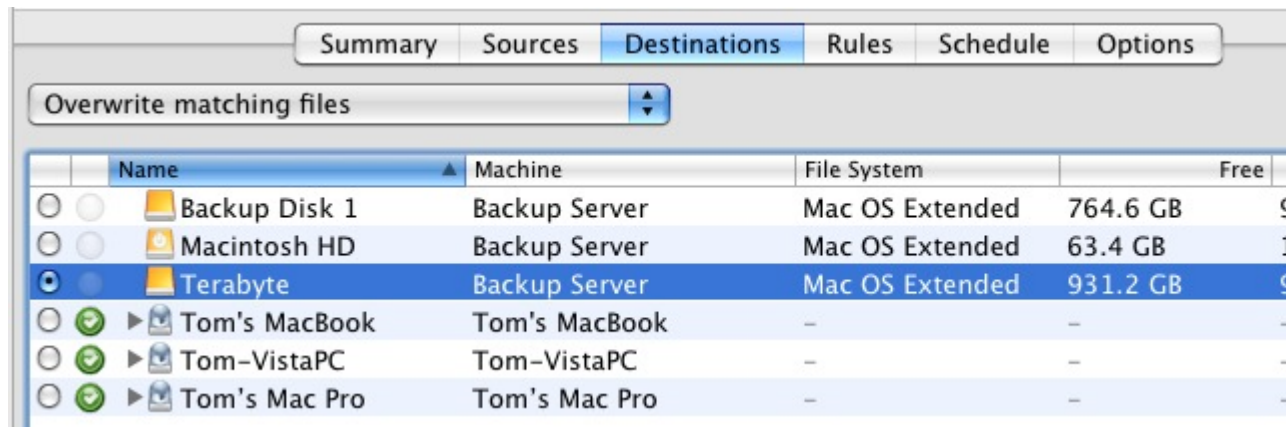 Summary Sources Destinations Rules Schedule Options
Overwrite matching files
Name Machine File System Free
Backup Disk 1 Backup Server Mac OS Extended 764.6 GB
Macintosh HD Backup Server Mac OS Extended 63.4 GB
Terabyte Backup Server Mac OS Extended 931.2 GB
Tom's MacBook Tom's MacBook – –
Tom-VistaPC Tom-VistaPC – –
Tom’s Mac Pro Tom’s Mac Pro – –